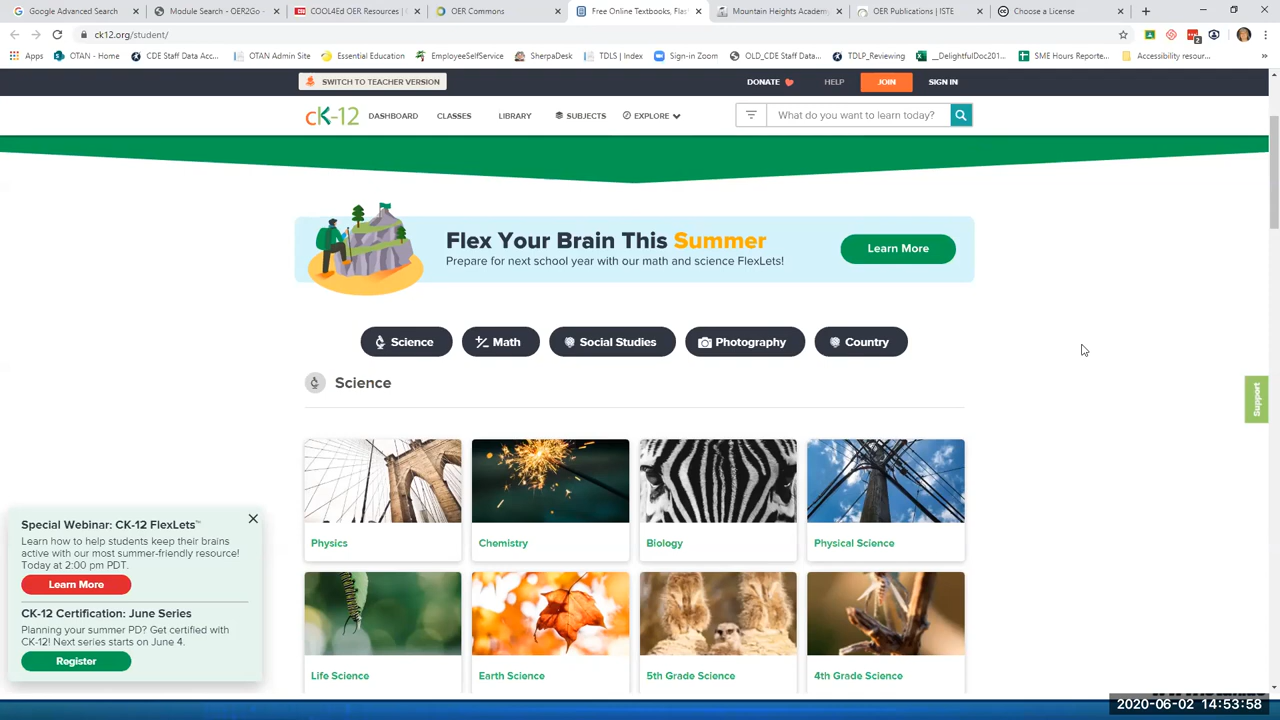 Google Advanced Search
Module Search - OER2Go
COOL4Ed OER Resources |
OER Commons
Free Online Textbooks, Flas
Mountain Heights Academy
OER Publications | ISTE
Choose a License
ck12.org/student/
2
Apps
OTAN - Home
CDE Staff Data Acc...
OTAN Admin Site
Essential Education
EmployeeSelfService
SherpaDesk
TDLS | Index
Sign-in Zoom
OLD_CDE Staff Data...
TDLP_Reviewing
__DelightfulDoc201...
SME Hours Reporte...
Accessibility resour...
SWITCH TO TEACHER VERSION
DONATE
HELP
JOIN
SIGN IN
cK-12
DASHBOARD
CLASSES
LIBRARY
SUBJECTS
EXPLORE
What do you want to learn today?
Flex Your Brain This Summer
Prepare for next school year with our math and science FlexLets!
Learn More
Science
Math
Social Studies
Photography
Country
Science
Support
Physics
Chemistry
Biology
Physical Science
Life Science
Earth Science
5th Grade Science
4th Grade Science
Special Webinar: CK-12 FlexLets™
Learn how to help students keep their brains
active with our most summer-friendly resource!
Today at 2:00 pm PDT.
Learn More
CK-12 Certification: June Series
Planning your summer PD? Get certified with
CK-12! Next series starts on June 4.
Register
2020-06-02 14:53:58